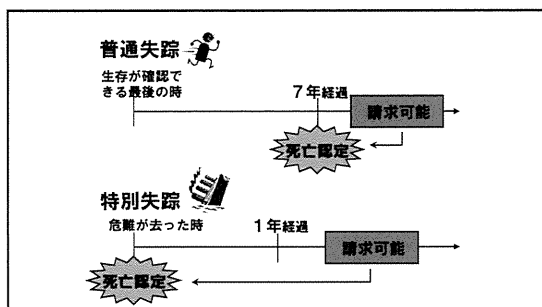 普通失踪
生存が確認で
きる最後の時
７年経過
請求可能
死亡認定
特別失踪
危難が去った時
１年経過
請求可能
死亡認定